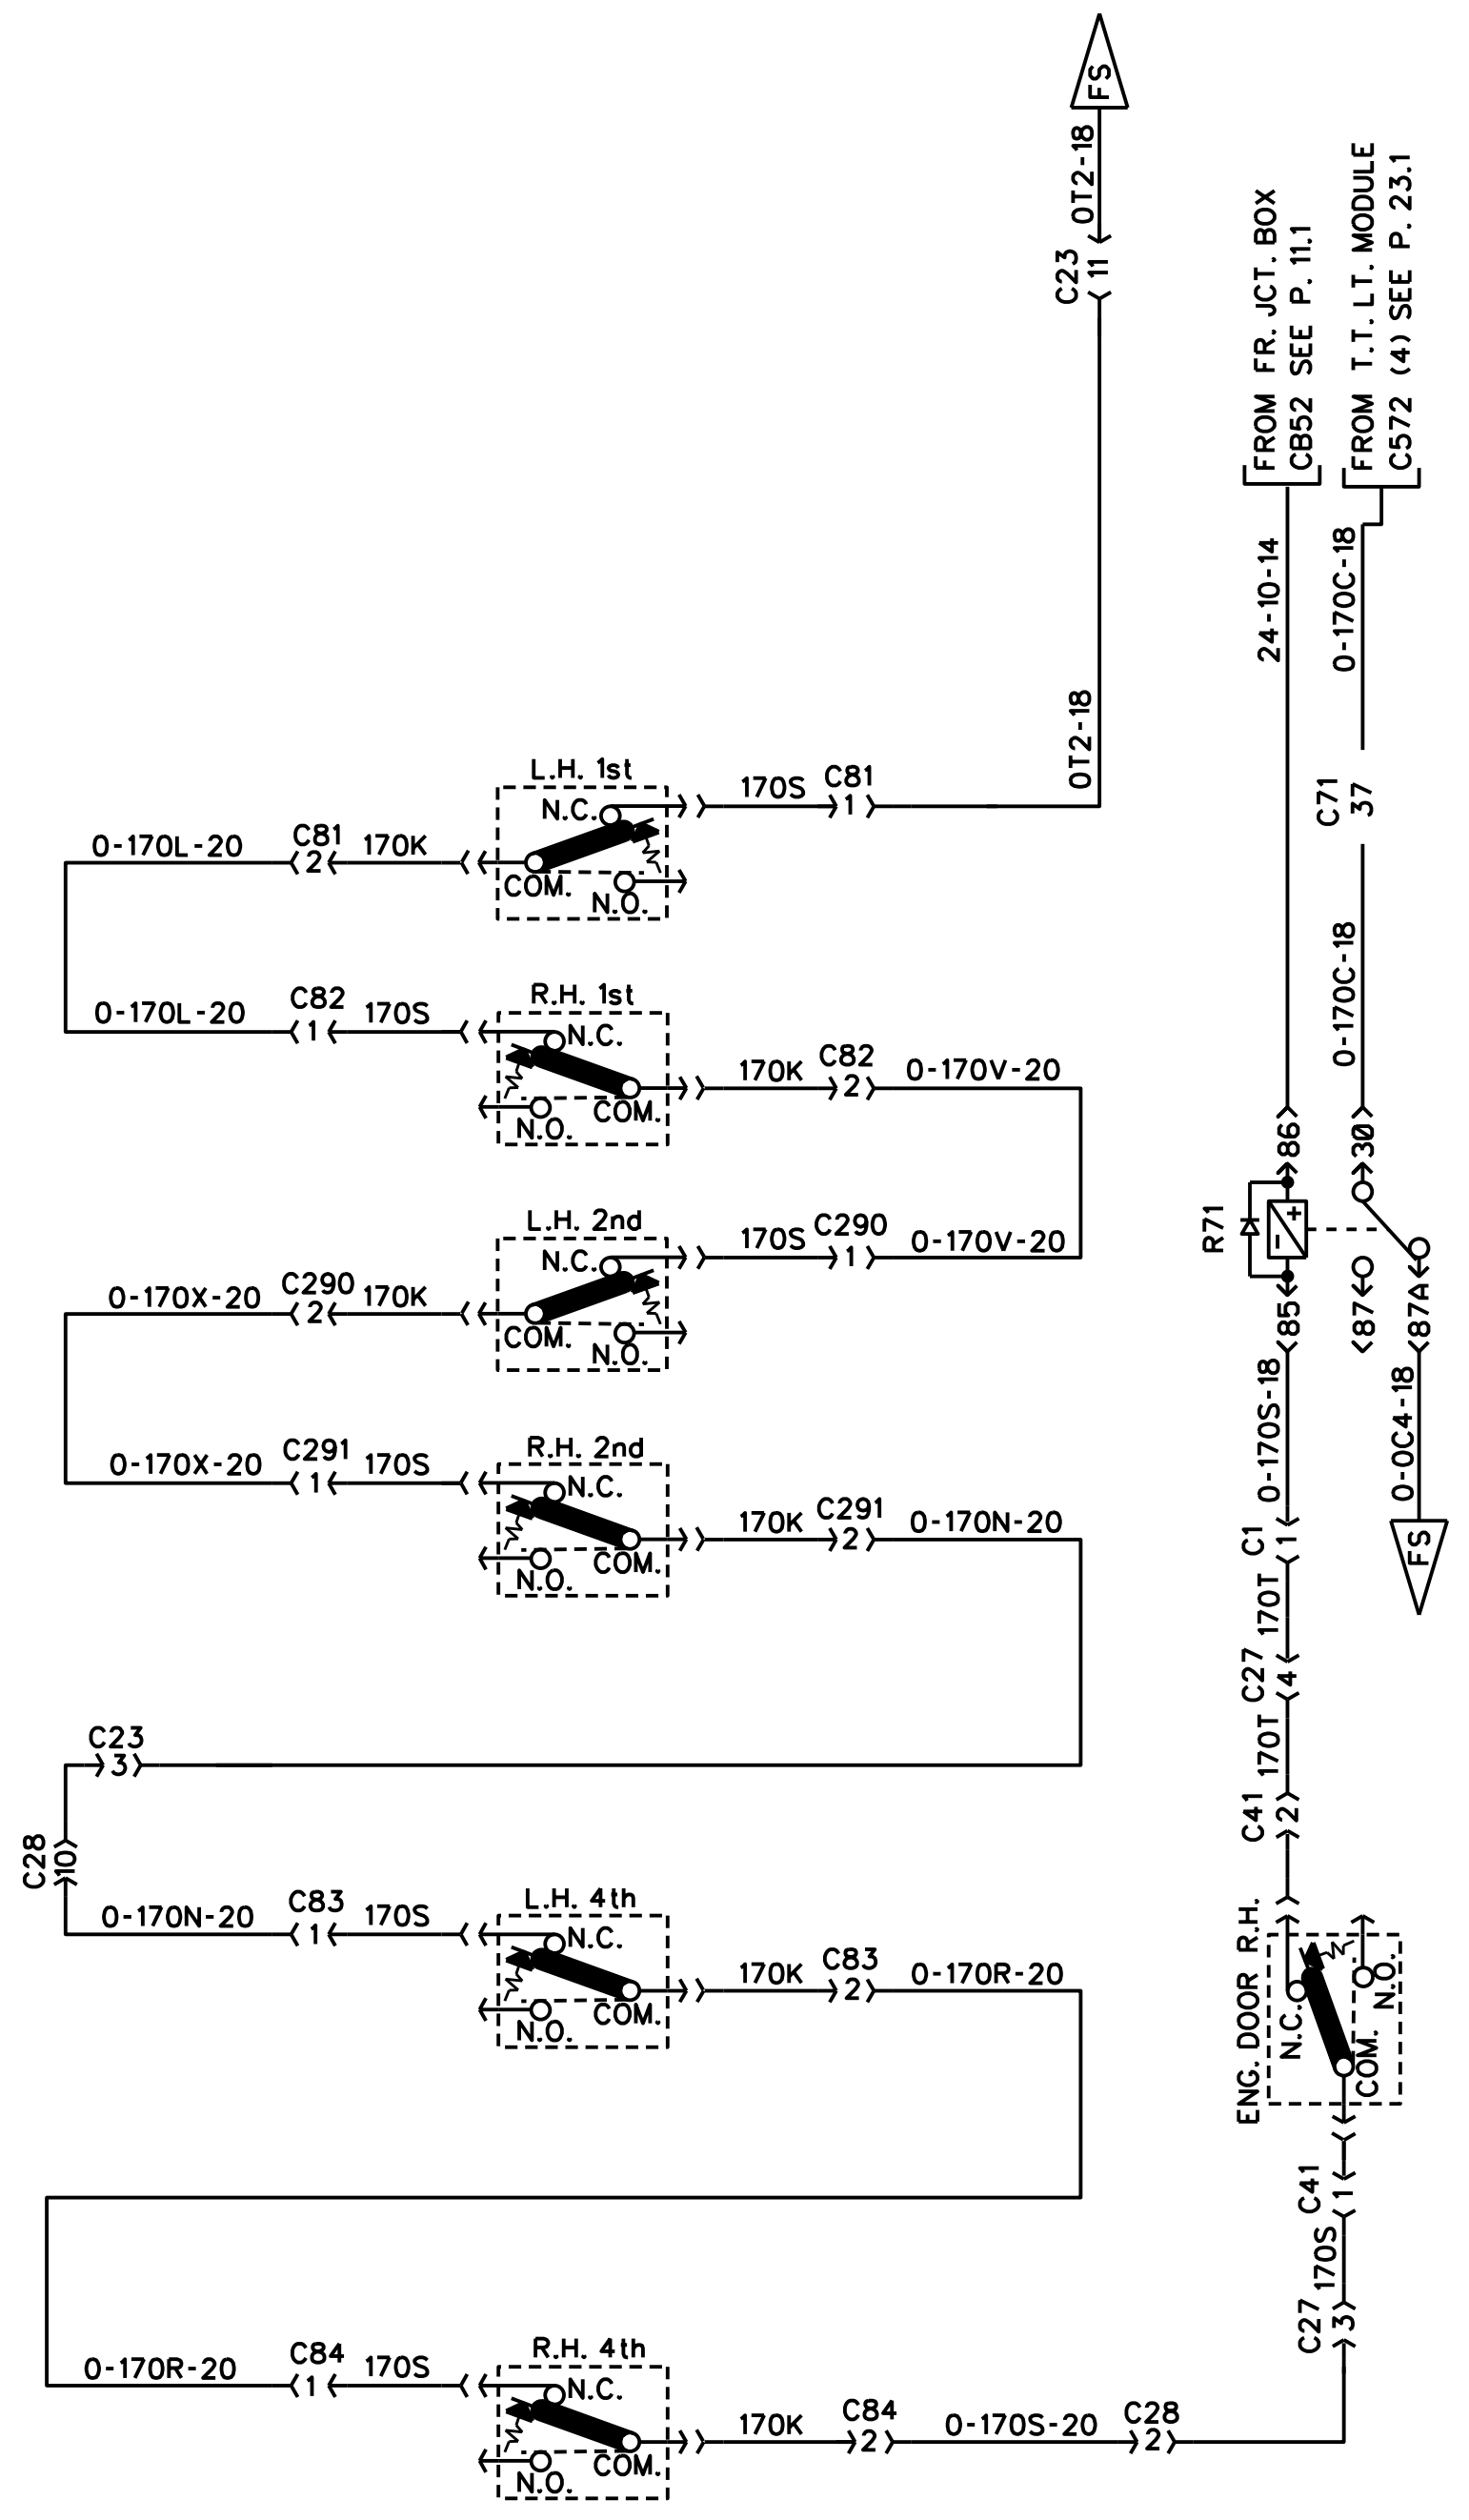 FS
0T2-18
C23
11
FROM FR. JCT. BOX
CB52 SEE P. 11.1
FROM T.T. LT. MODULE
C572 (4) SEE P. 23.1
24-10-14
0-170C-18
0T2-18
C71
37
0-170C-18
L.H. 1st
N.C.
COM.
N.O.
170S
C81
1
0-170L-20
C81
2
170K
0-170L-20
C82
1
170S
R.H. 1st
N.C.
COM.
N.O.
170K
C82
2
0-170V-20
L.H. 2nd
N.C.
COM.
N.O.
170S
C290
1
0-170V-20
0-170X-20
C290
2
170K
86
30
R71
+
-
85
87
87A
0-170S-18
0-0C4-18
FS
0-170X-20
C291
1
170S
R.H. 2nd
N.C.
COM.
N.O.
170K
C291
2
0-170N-20
C1
1
170T
C27
4
170T
C41
2
C23
3
C28
10
0-170N-20
C83
1
170S
L.H. 4th
N.C.
COM.
N.O.
170K
C83
2
0-170R-20
ENG. DOOR R.H.
N.C.
COM.
N.O.
C41
1
170S
C27
3
0-170R-20
C84
1
170S
R.H. 4th
N.C.
COM.
N.O.
170K
C84
2
0-170S-20
C28
2